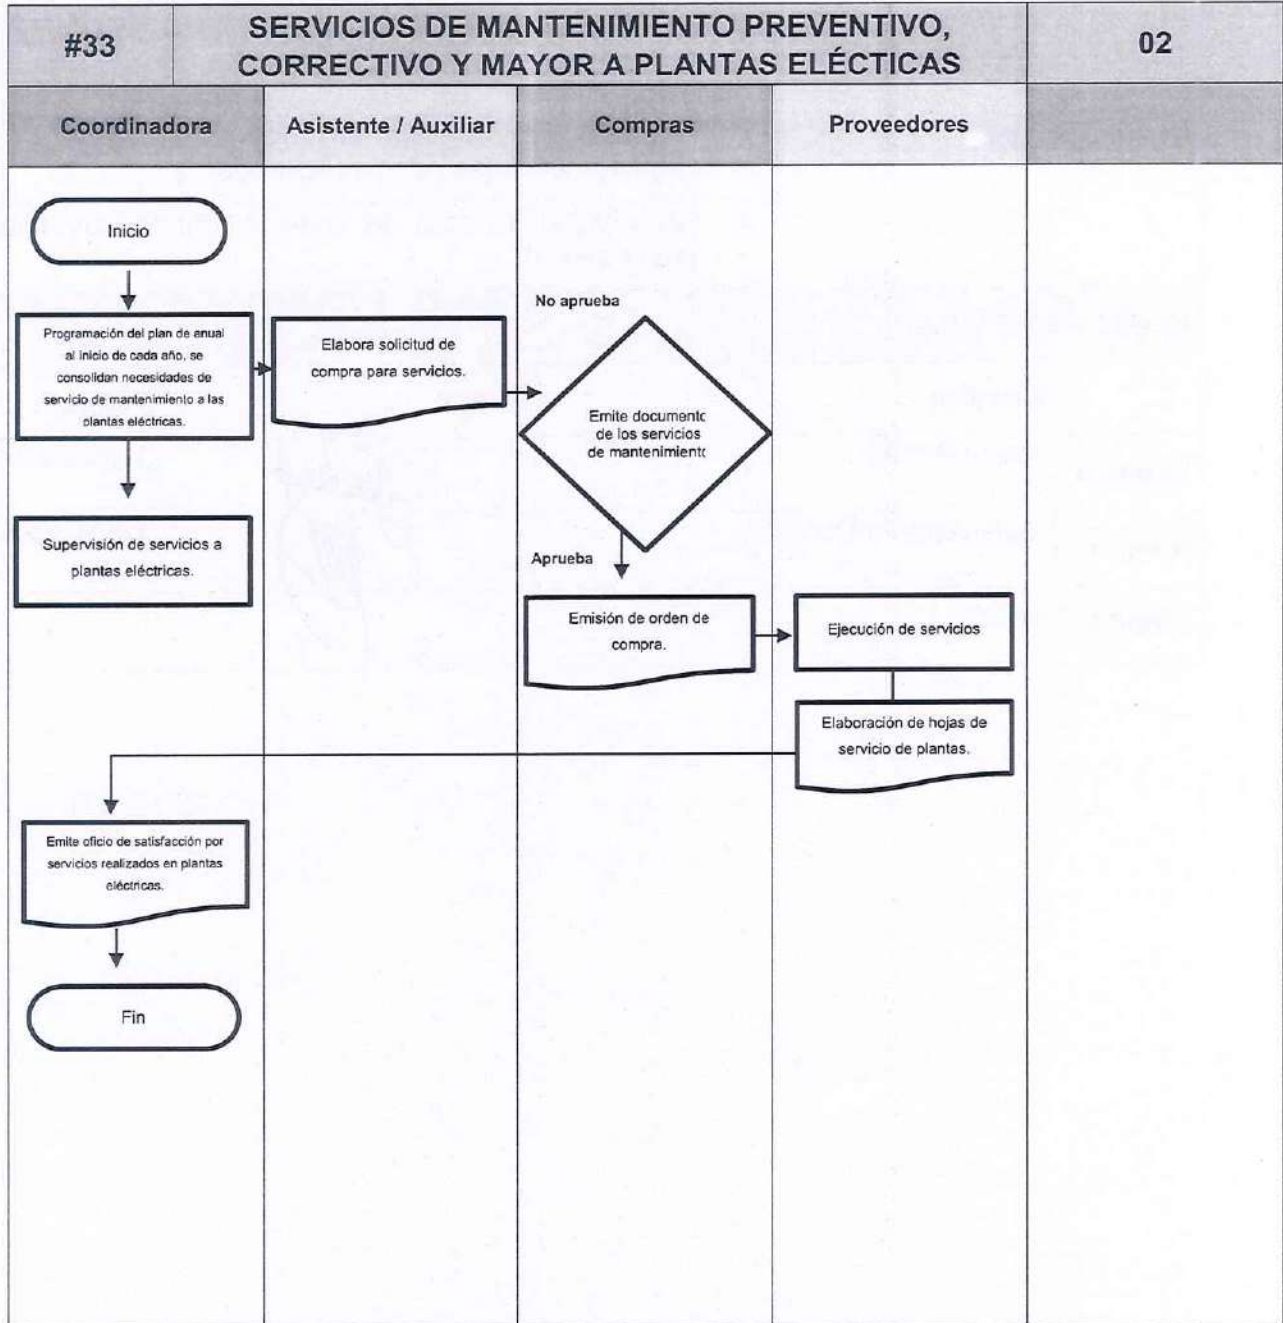 #33
SERVICIOS DE MANTENIMIENTO PREVENTIVO,
CORRECTIVO Y MAYOR A PLANTAS ELÉCTICAS
02
Coordinadora
Asistente / Auxiliar
Compras
Proveedores
Inicio
Programación del plan de anual
al inicio de cada año, se
consolidan necesidades de
servicio de mantenimiento a las
plantas eléctricas.
Elabora solicitud de
compra para servicios.
No aprueba
Emite documento
de los servicios
de mantenimiento
Supervisión de servicios a
plantas eléctricas.
Aprueba
Emisión de orden de
compra.
Ejecución de servicios
Elaboración de hojas de
servicio de plantas.
Emite oficio de satisfacción por
servicios realizados en plantas
eléctricas.
Fin